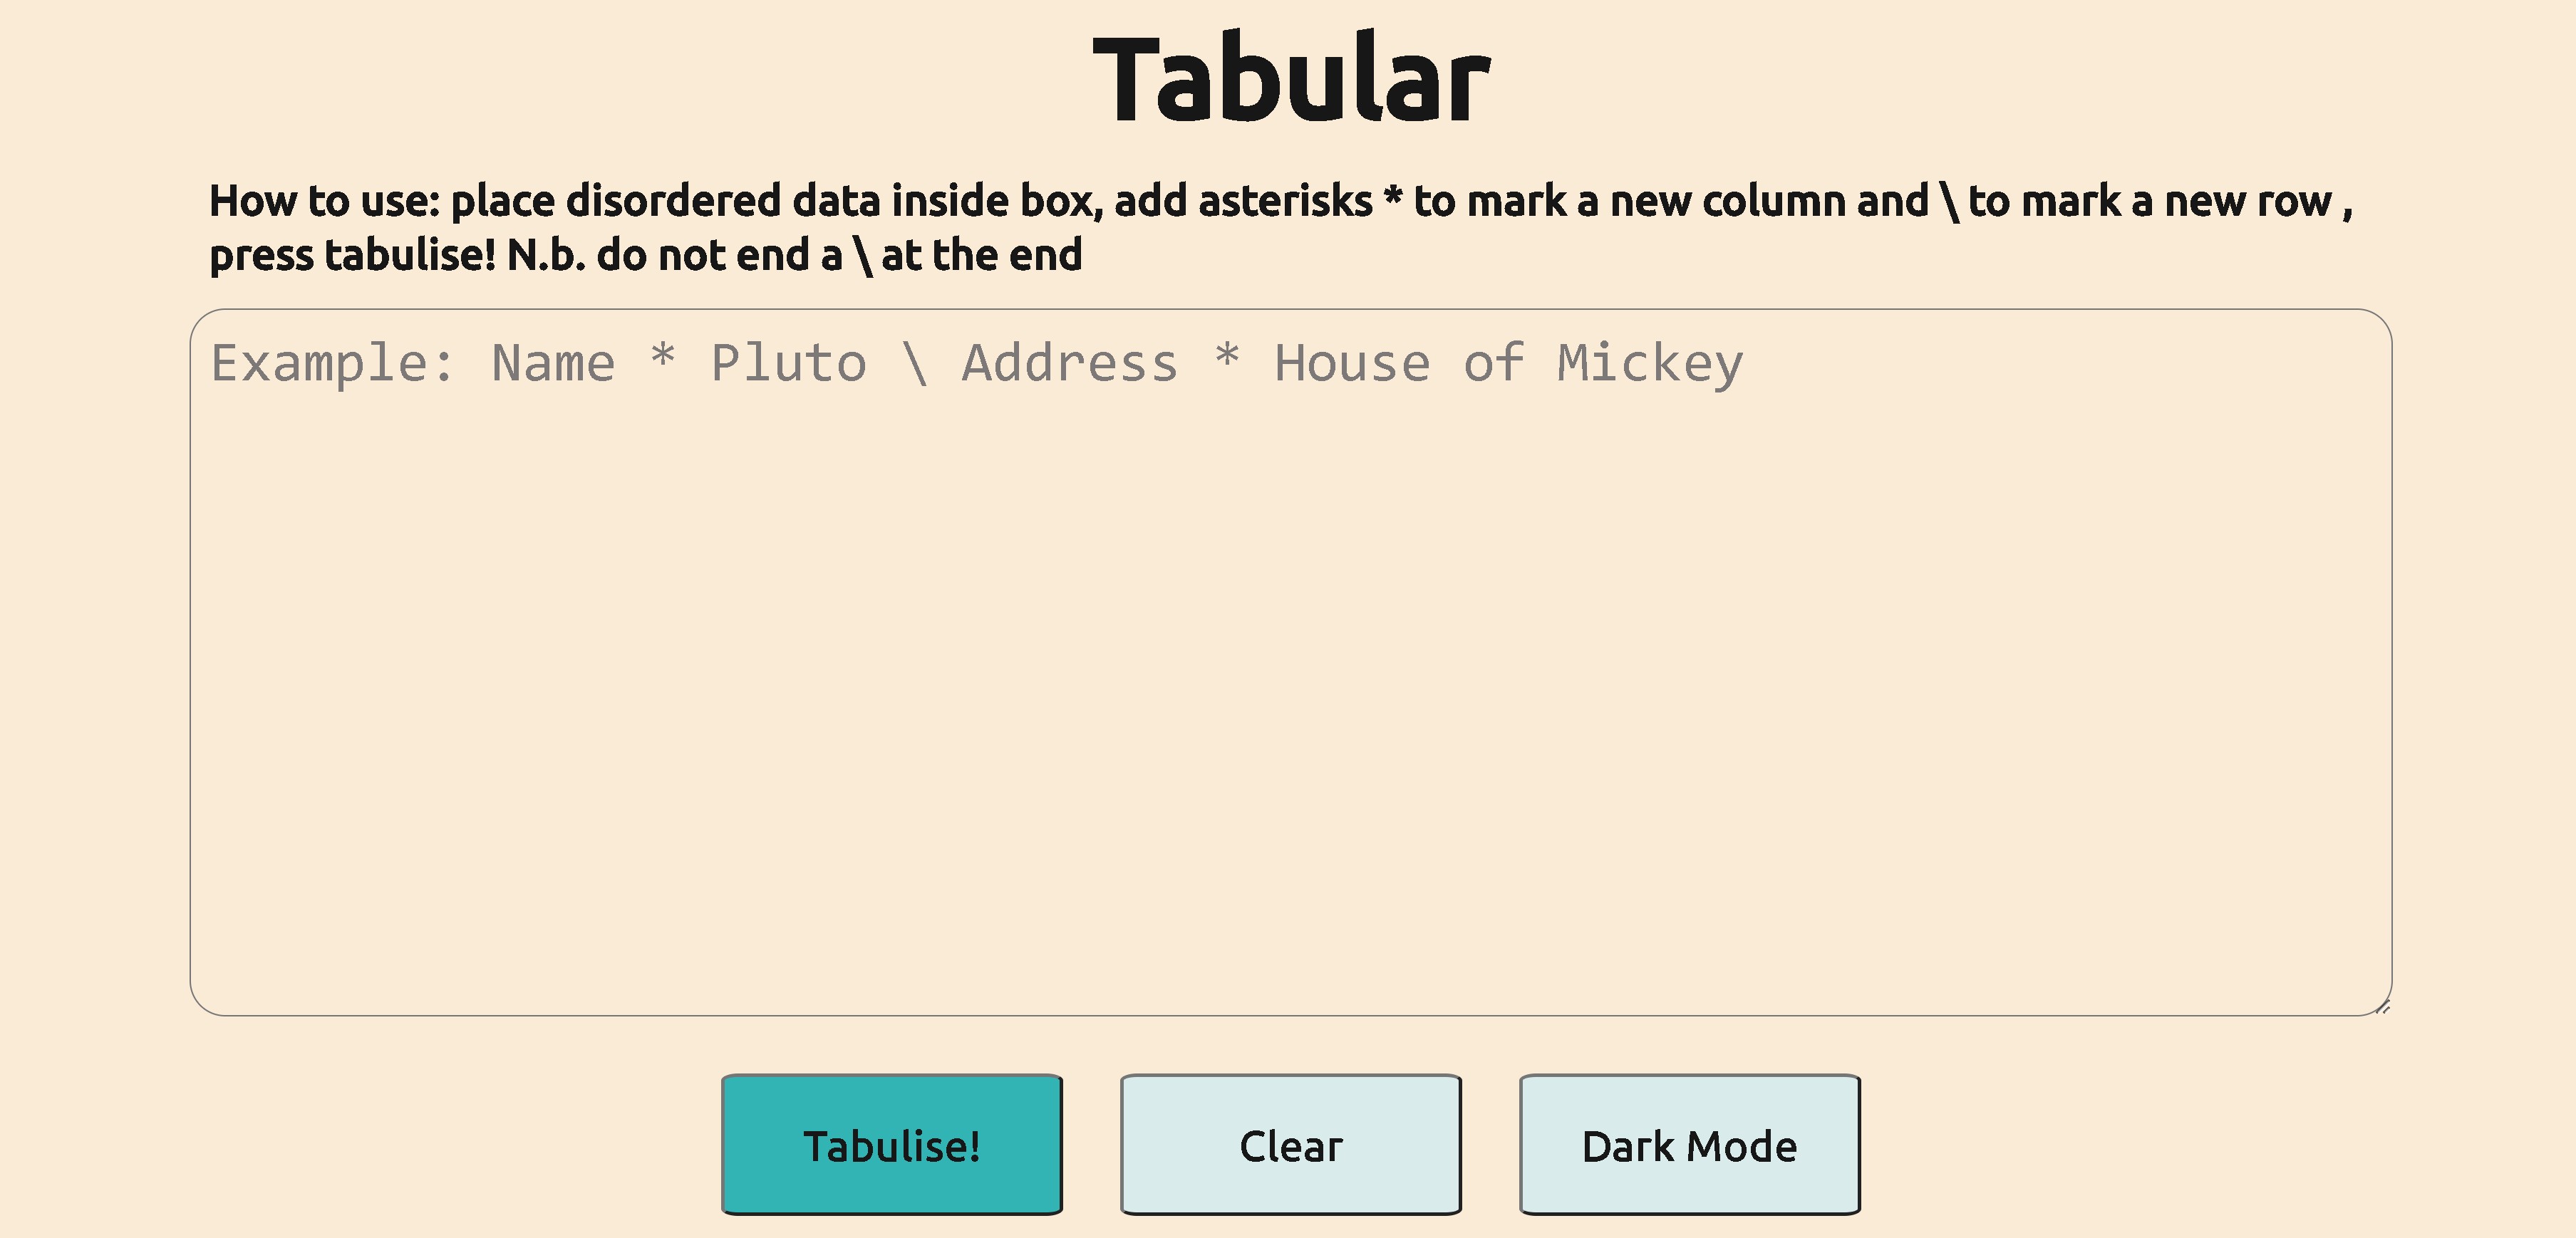 Tabular
How to use: place disordered data inside box, add asterisks * to mark a new column and \ to mark a new row ,
press tabulise! N.b. do not end a \ at the end
Example: Name * Pluto \ Address * House of Mickey
Tabulise!
Clear
Dark Mode